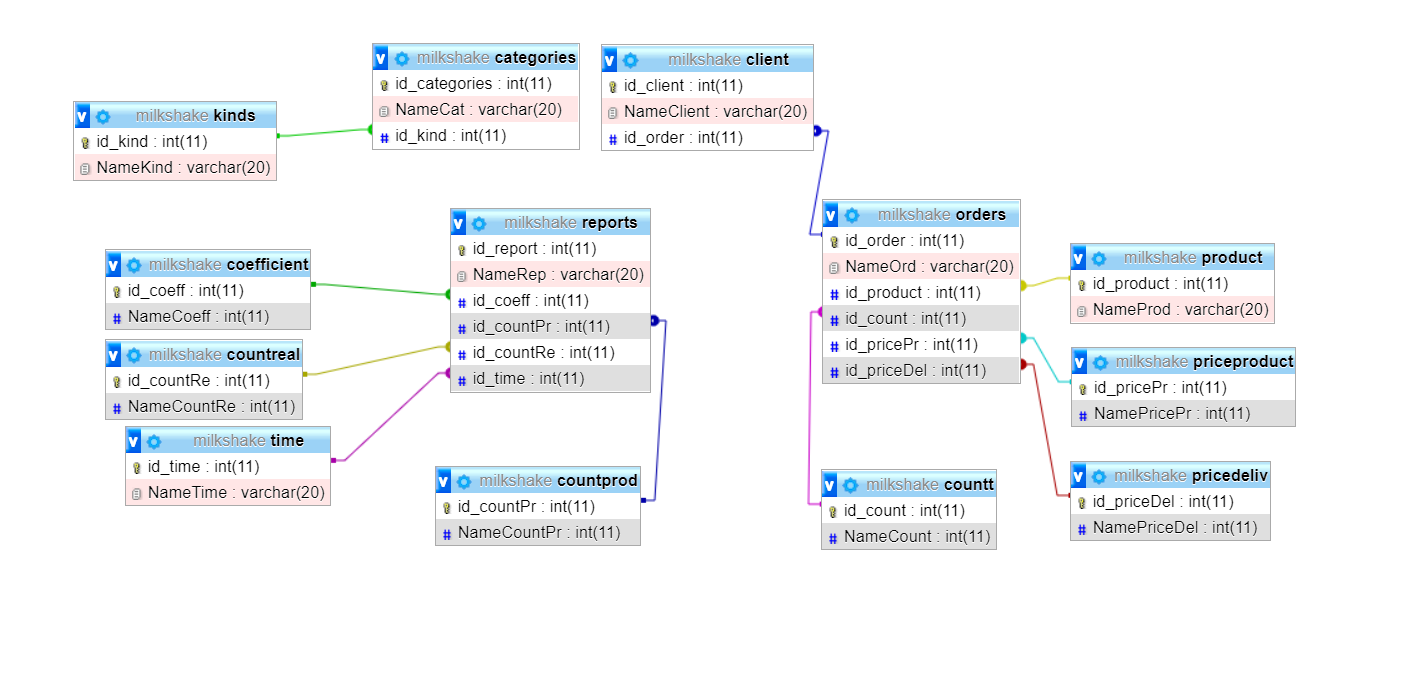 milkshake categories
id_categories : int(11)
NameCat : varchar(20)
id_kind : int(11)
milkshake client
id_client : int(11)
NameClient : varchar(20)
id_order : int(11)
milkshake kinds
id_kind : int(11)
NameKind : varchar(20)
milkshake reports
id_report : int(11)
NameRep : varchar(20)
id_coeff : int(11)
id_countPr : int(11)
id_countRe : int(11)
id_time : int(11)
milkshake orders
id_order : int(11)
NameOrd : varchar(20)
id_product : int(11)
id_count : int(11)
id_pricePr : int(11)
id_priceDel : int(11)
milkshake coefficient
id_coeff : int(11)
NameCoeff : int(11)
milkshake product
id_product : int(11)
NameProd : varchar(20)
milkshake countreal
id_countRe : int(11)
NameCountRe : int(11)
milkshake priceproduct
id_pricePr : int(11)
NamePricePr : int(11)
milkshake time
id_time : int(11)
NameTime : varchar(20)
milkshake countprod
id_countPr : int(11)
NameCountPr : int(11)
milkshake countt
id_count : int(11)
NameCount : int(11)
milkshake pricedeliv
id_priceDel : int(11)
NamePriceDel : int(11)